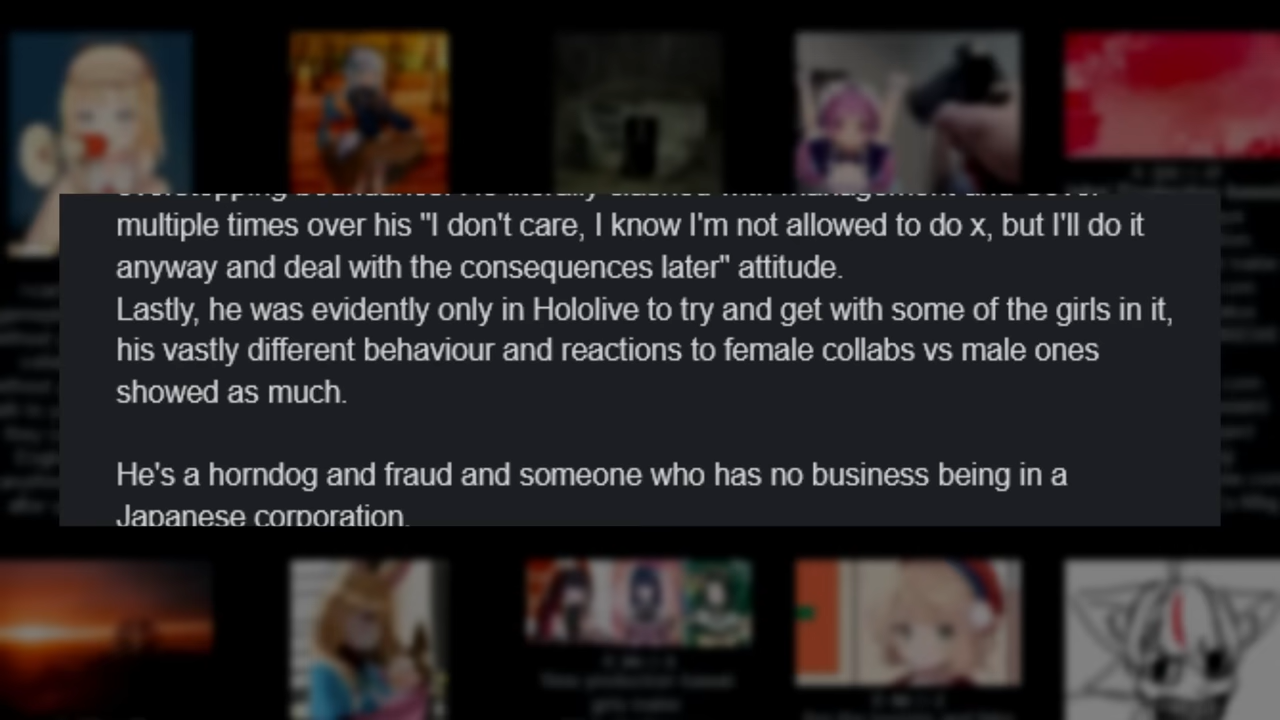 multiple times over his "I don't care, I know I'm not allowed to do x, but I'll do it
anyway and deal with the consequences later" attitude.
Lastly, he was evidently only in Hololive to try and get with some of the girls in it,
his vastly different behaviour and reactions to female collabs vs male ones
showed as much.
He's a horndog and fraud and someone who has no business being in a
Japanese corporation.